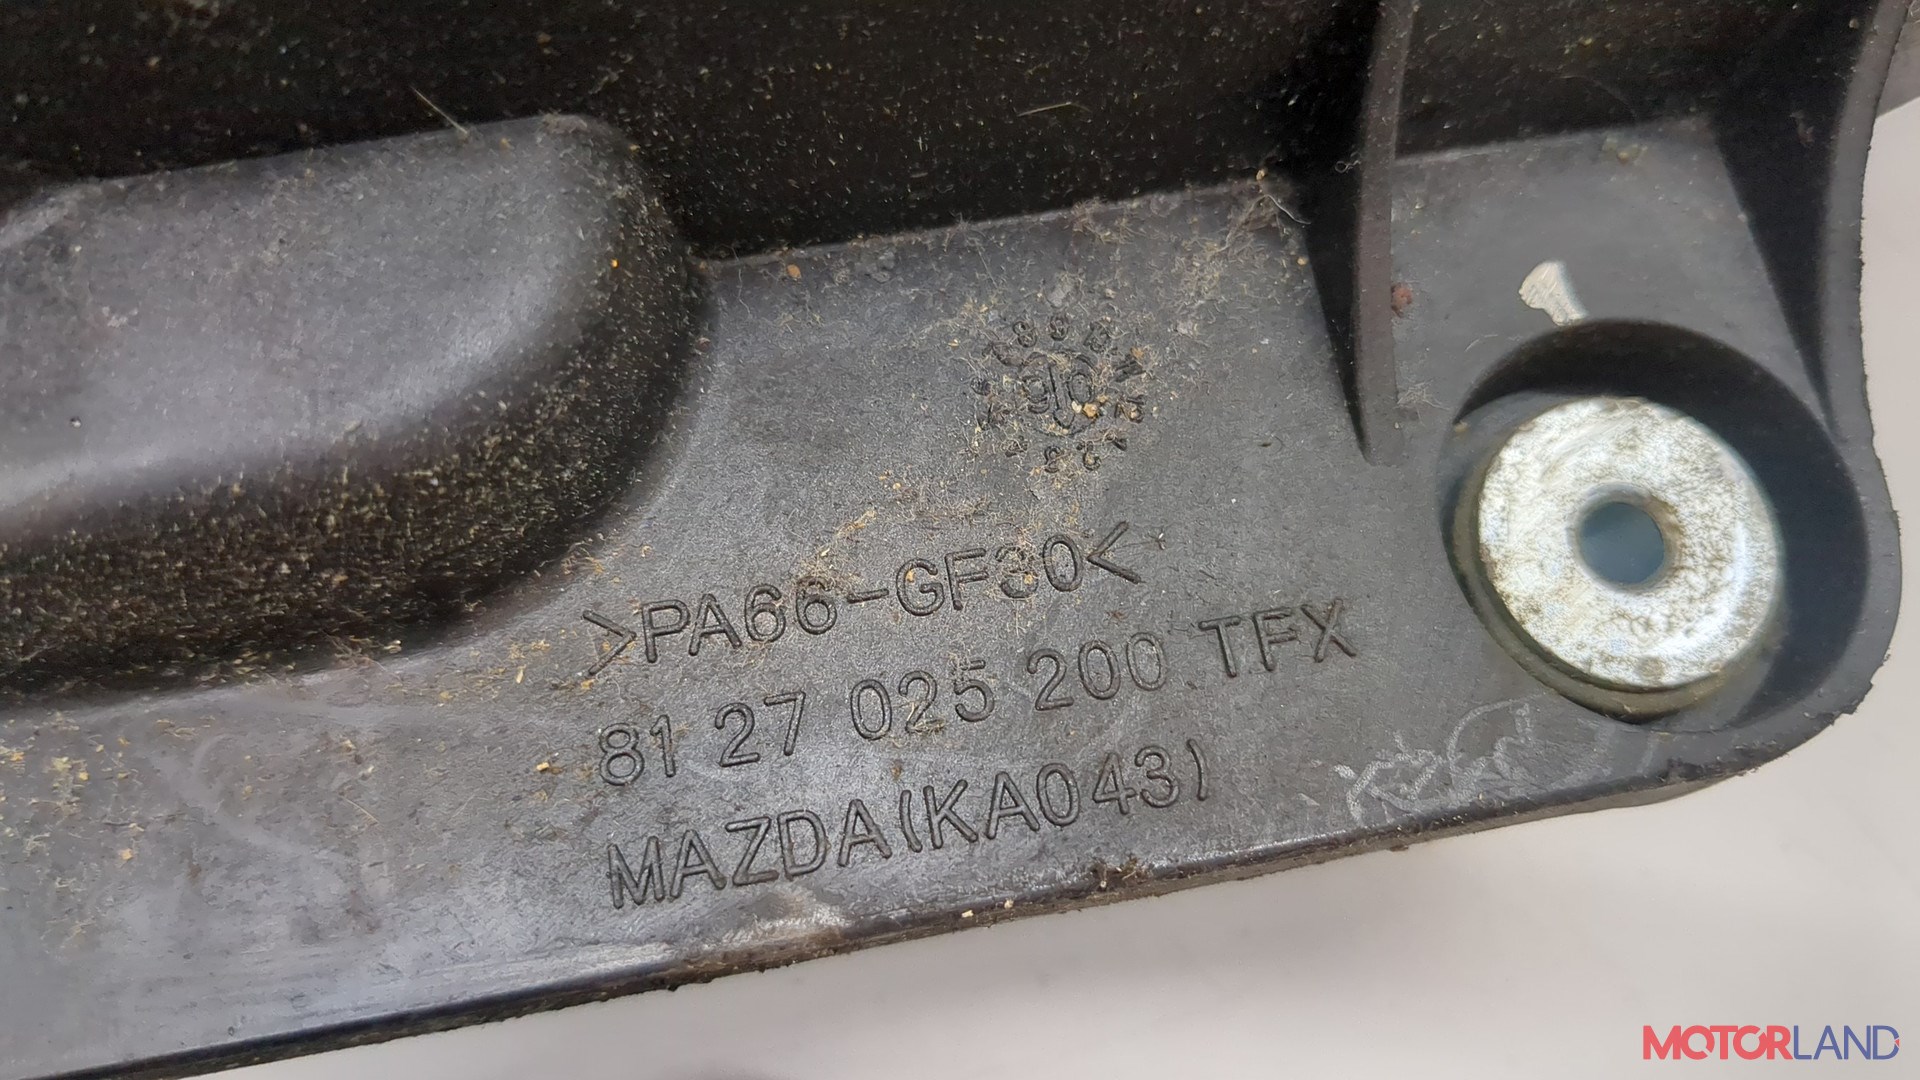 >PA66-GF30<
81 27 025 200 TFX
MAZDA(KA043)
MOTORLAND